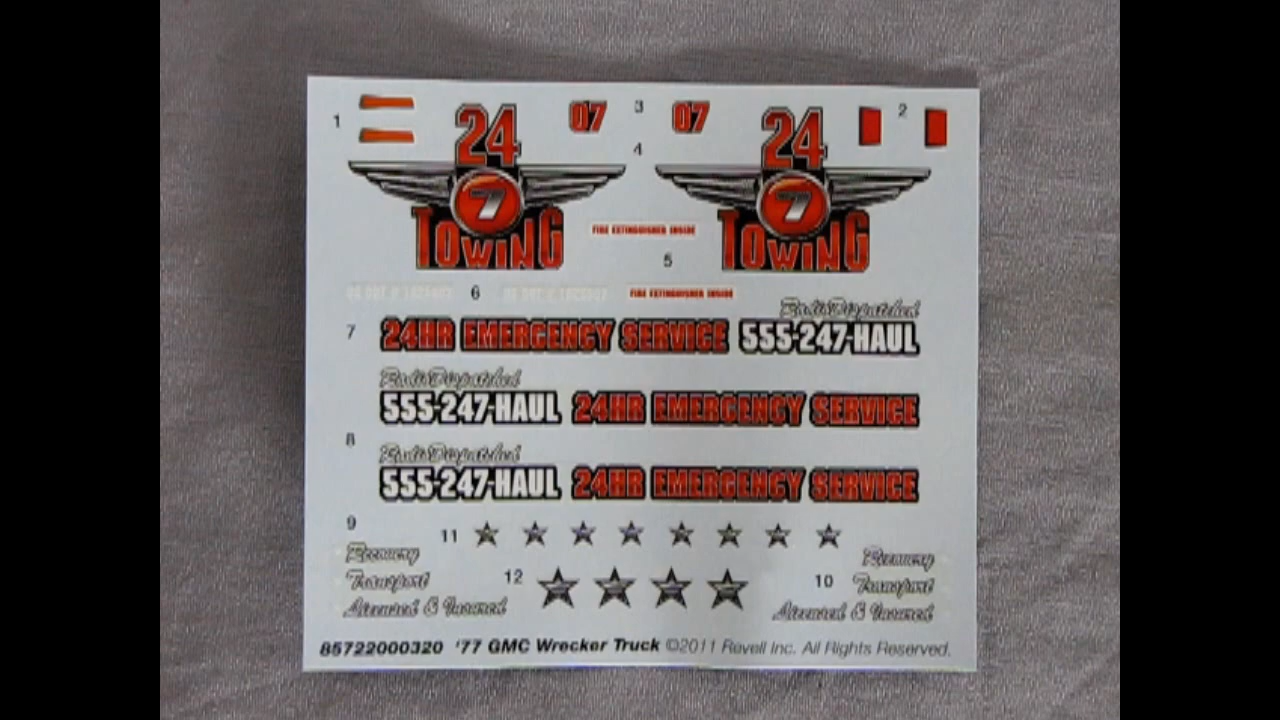 1 24 07 3 07 24 2
4
7 7
TOWING FIRE EXTINGUISHER INSIDE TOWING
5
6 FIRE EXTINGUISHER INSIDE
Radio Dispatched
7 24HR EMERGENCY SERVICE 555-247-HAUL
Radio Dispatched
555-247-HAUL 24HR EMERGENCY SERVICE
8
Radio Dispatched
555-247-HAUL 24HR EMERGENCY SERVICE
9
11
Recovery Recovery
Transport 12 10 Transport
Licensed & Insured Licensed & Insured
85722000320 '77 GMC Wrecker Truck ©2011 Revell Inc. All Rights Reserved.